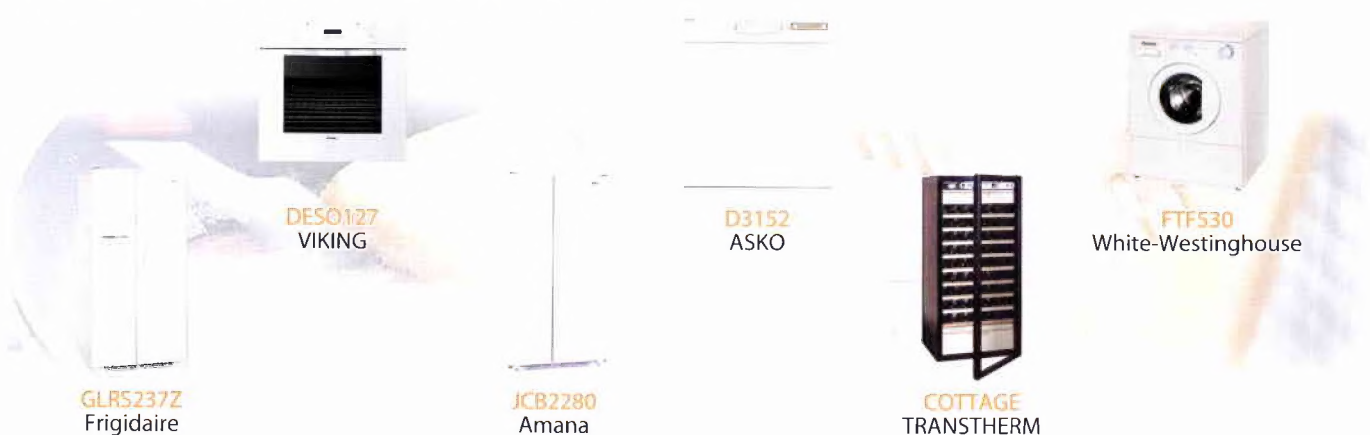 DESO127
VIKING
D3152
ASKO
FTF530
White-Westinghouse
GLRS237Z
Frigidaire
JCB2280
Amana
COTTAGE
TRANSTHERM